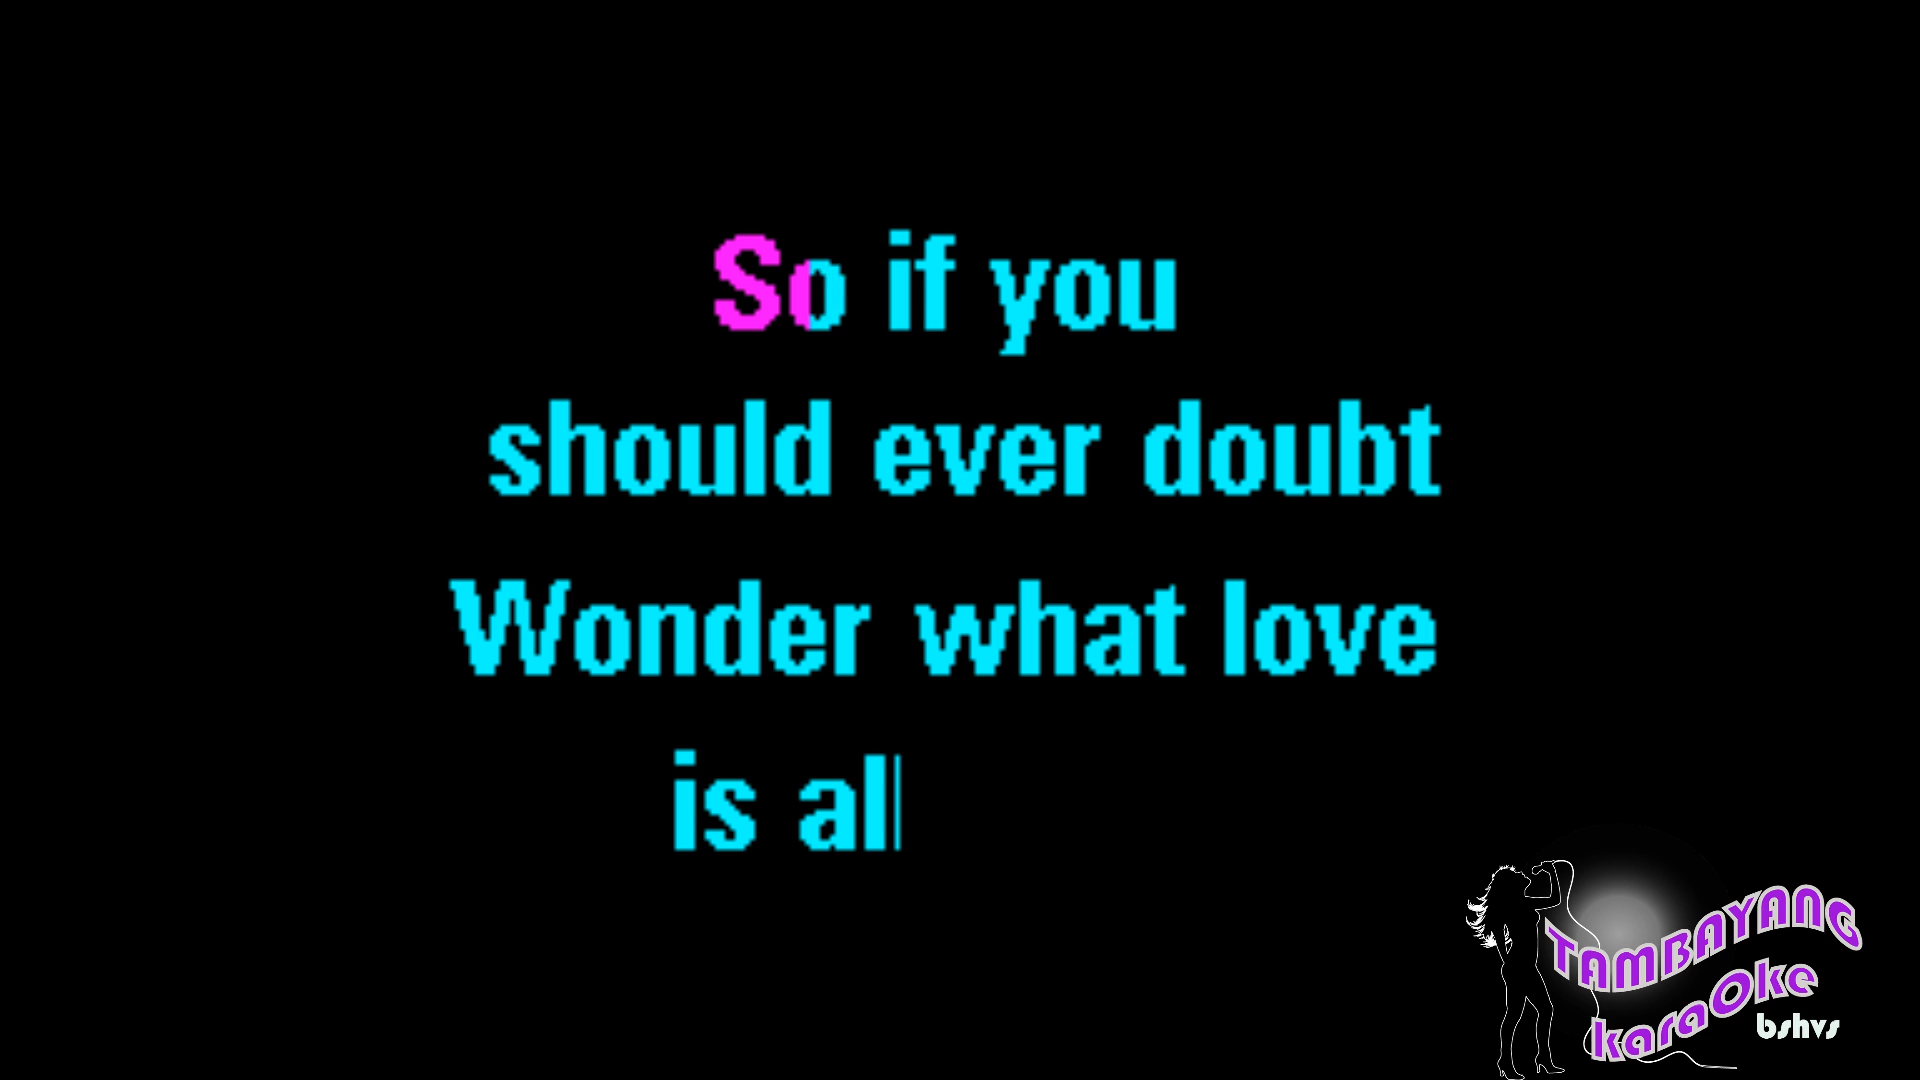 So if you
should ever doubt
Wonder what love
is all
TAMBAYANG
karaOke
bshvs